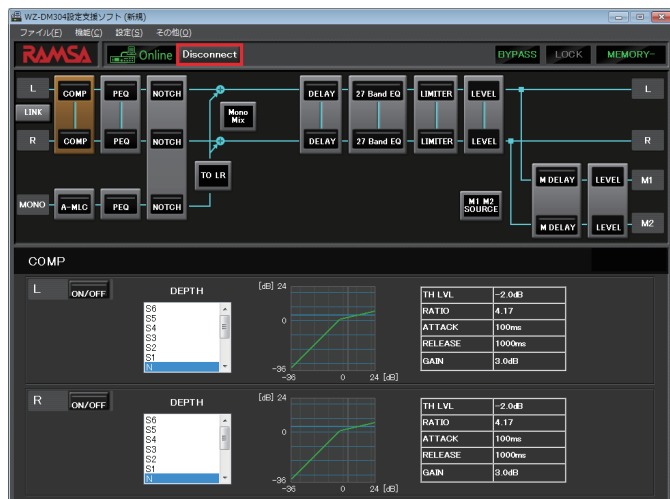 WZ-DM304設定支援ソフト (新規)
ファイル(F) 機能(C) 設定(S) その他(O)
RAMSA Online Disconnect BYPASS LOCK MEMORY-
L COMP PEQ NOTCH DELAY 27 Band EQ LIMITER LEVEL L
LINK
Mono
Mix
R COMP PEQ NOTCH DELAY 27 Band EQ LIMITER LEVEL R
TO LR
M DELAY LEVEL M1
MONO A-MLC PEQ NOTCH
M1 M2
SOURCE
M DELAY LEVEL M2
COMP
L ON/OFF DEPTH
S6
S5
S4
S3
S2
S1
N
[dB] 24
0
-96
-96 0 24 [dB]
TH LVL -2.0dB
RATIO 4.17
ATTACK 100ms
RELEASE 1000ms
GAIN 3.0dB
R ON/OFF DEPTH
S6
S5
S4
S3
S2
S1
N
[dB] 24
0
-96
-96 0 24 [dB]
TH LVL -2.0dB
RATIO 4.17
ATTACK 100ms
RELEASE 1000ms
GAIN 3.0dB